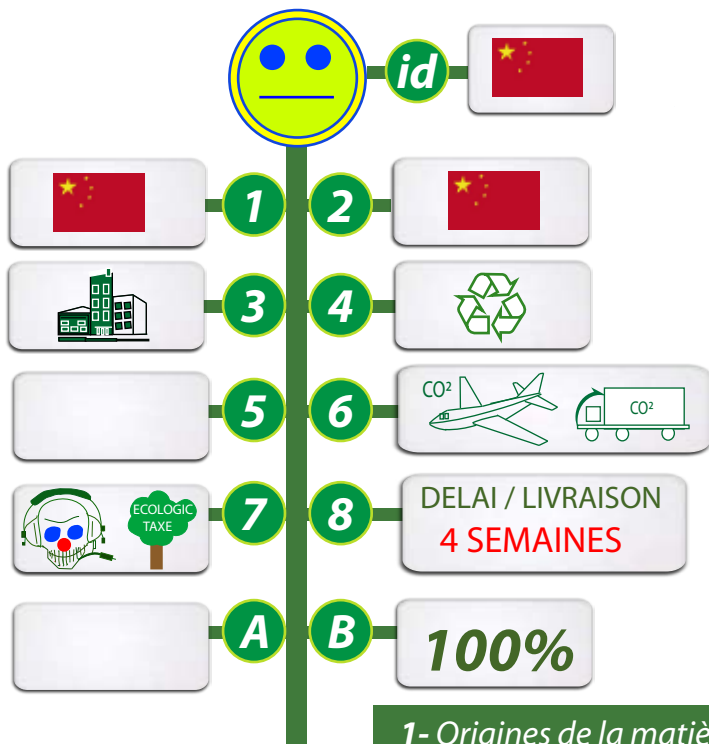 id
1
2
3
4
5
6
CO²
CO²
7
ECOLOGIC
TAXE
8
DELAI / LIVRAISON
4 SEMAINES
A
B
100%
1- Origines de la matiè